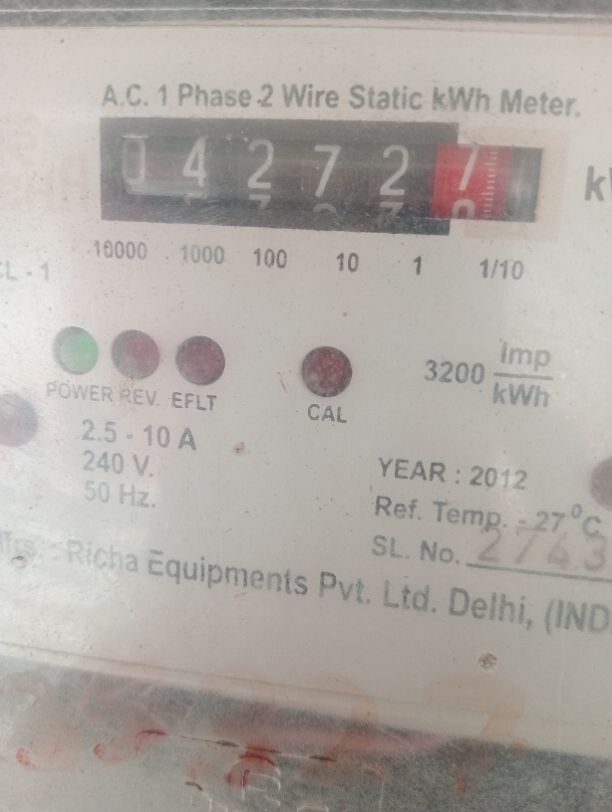 A.C. 1 Phase 2 Wire Static kWh Meter.
0 4 2 7 2 7
10000 1000 100 10 1 1/10
CL - 1
POWER REV. EFLT
CAL
3200 imp
kWh
2.5 - 10 A
240 V.
50 Hz.
YEAR : 2012
Ref. Temp. - 27°C
SL. No. 2743
Richa Equipments Pvt. Ltd. Delhi, (IND